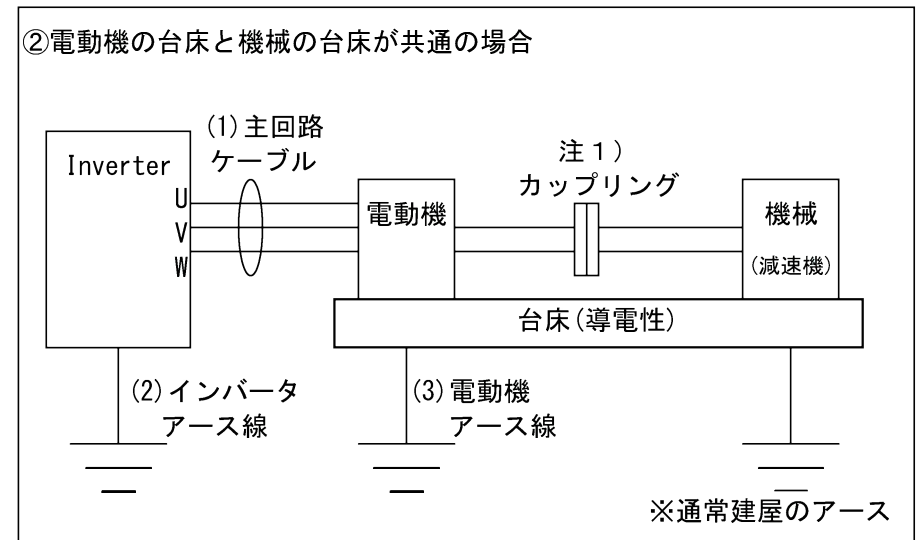 ②電動機の台床と機械の台床が共通の場合
(1)主回路
ケーブル
注１）
カップリング
Inverter
U
V
W
電動機
機械
(減速機)
台床(導電性)
(2)インバータ
アース線
(3)電動機
アース線
※通常建屋のアース